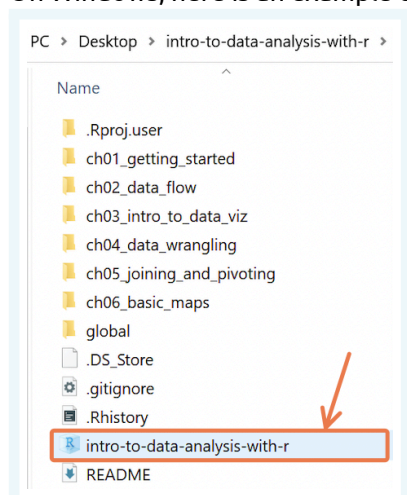 PC > Desktop > intro-to-data-analysis-with-r >
Name
.Rproj.user
ch01_getting_started
ch02_data_flow
ch03_intro_to_data_viz
ch04_data_wrangling
ch05_joining_and_pivoting
ch06_basic_maps
global
.DS_Store
.gitignore
.Rhistory
intro-to-data-analysis-with-r
README